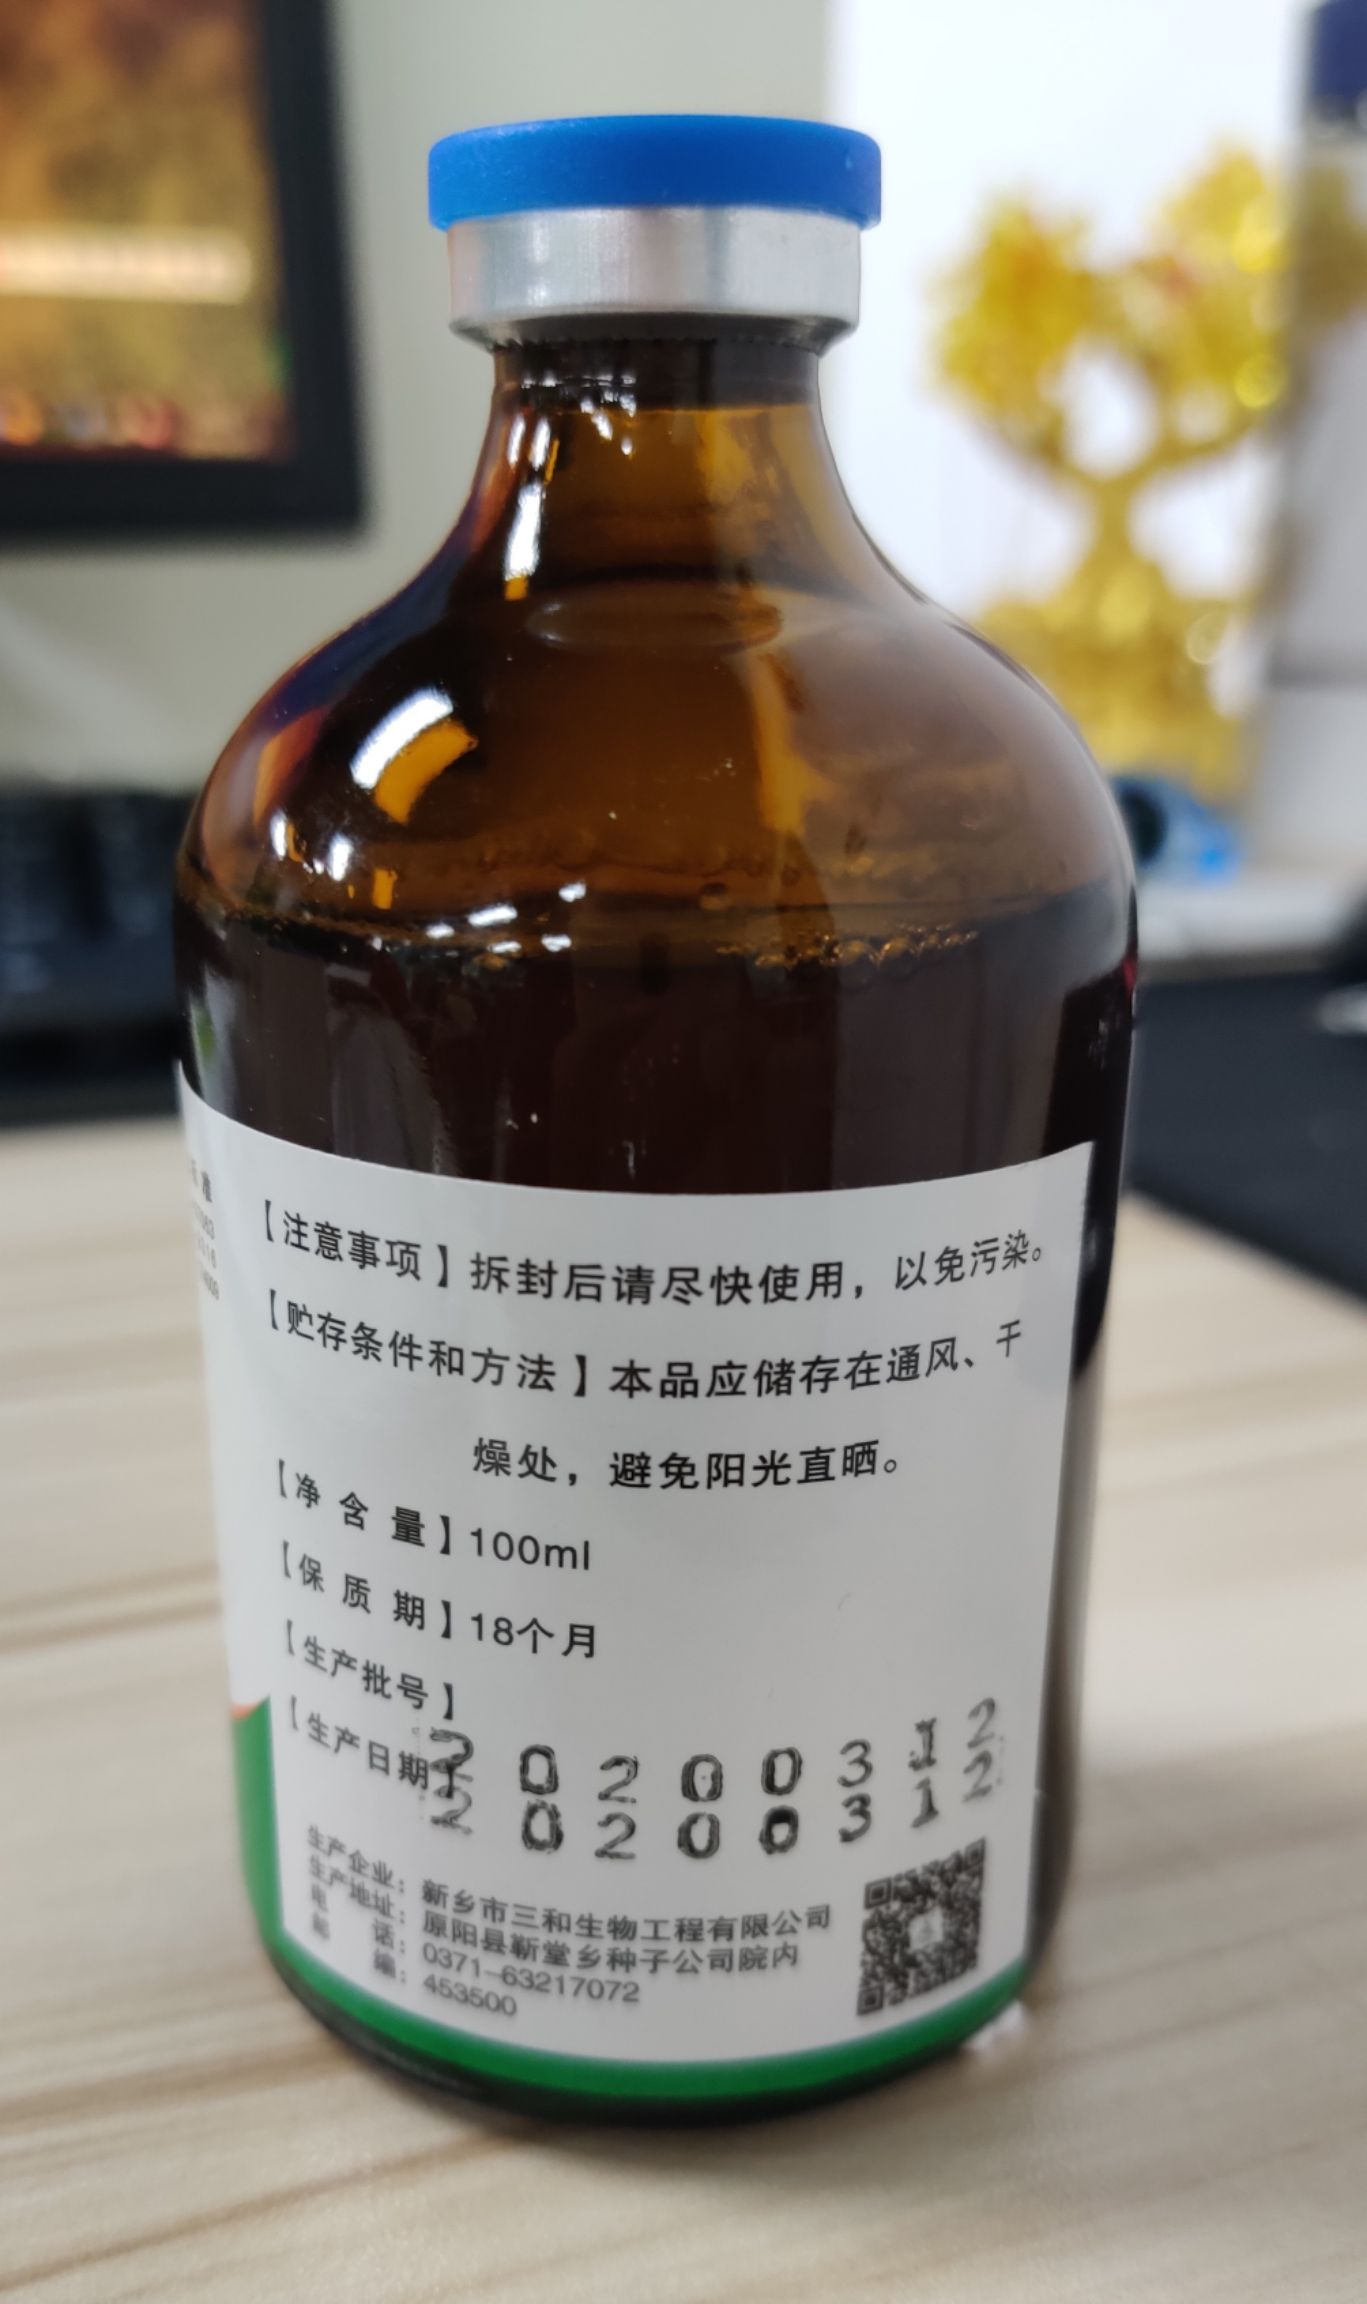 【注意事项】拆封后请尽快使用，以免污染。
【贮存条件和方法】本品应储存在通风、干
燥处，避免阳光直晒。
【净 含 量】100ml
【保 质 期】18个月
【生产批号】
【生产日期】
20200312
20200312
生产企业：新乡市三和生物工程有限公司
生产地址：原阳县靳堂乡种子公司院内
电 话：0371-63217072
邮 编：453500